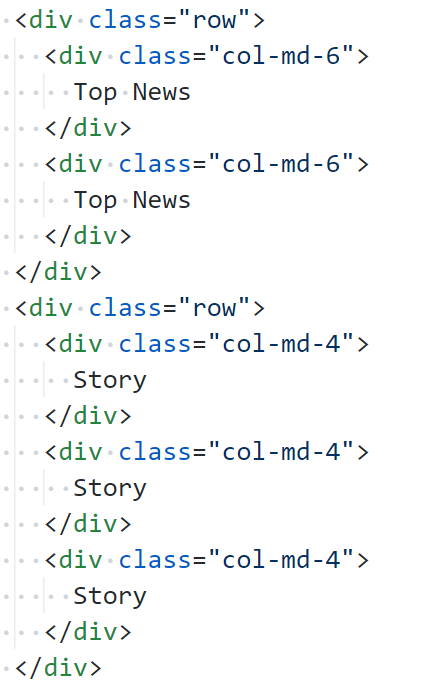 <div class="row">
  <div class="col-md-6">
    Top News
  </div>
  <div class="col-md-6">
    Top News
  </div>
</div>
<div class="row">
  <div class="col-md-4">
    Story
  </div>
  <div class="col-md-4">
    Story
  </div>
  <div class="col-md-4">
    Story
  </div>
</div>